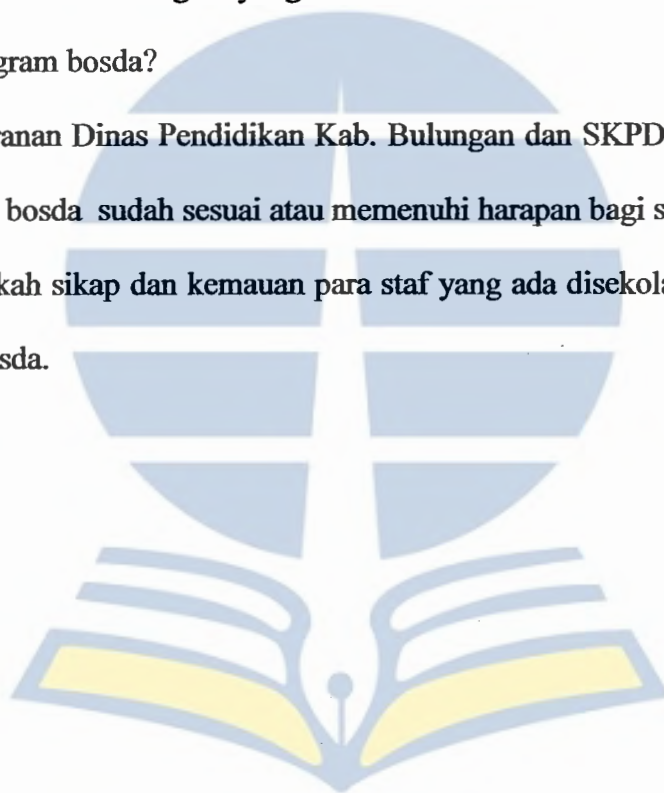 gram bosda?
anan Dinas Pendidikan Kab. Bulungan dan SKPD
bosda sudah sesuai atau memenuhi harapan bagi s
kah sikap dan kemauan para staf yang ada disekola
sda.